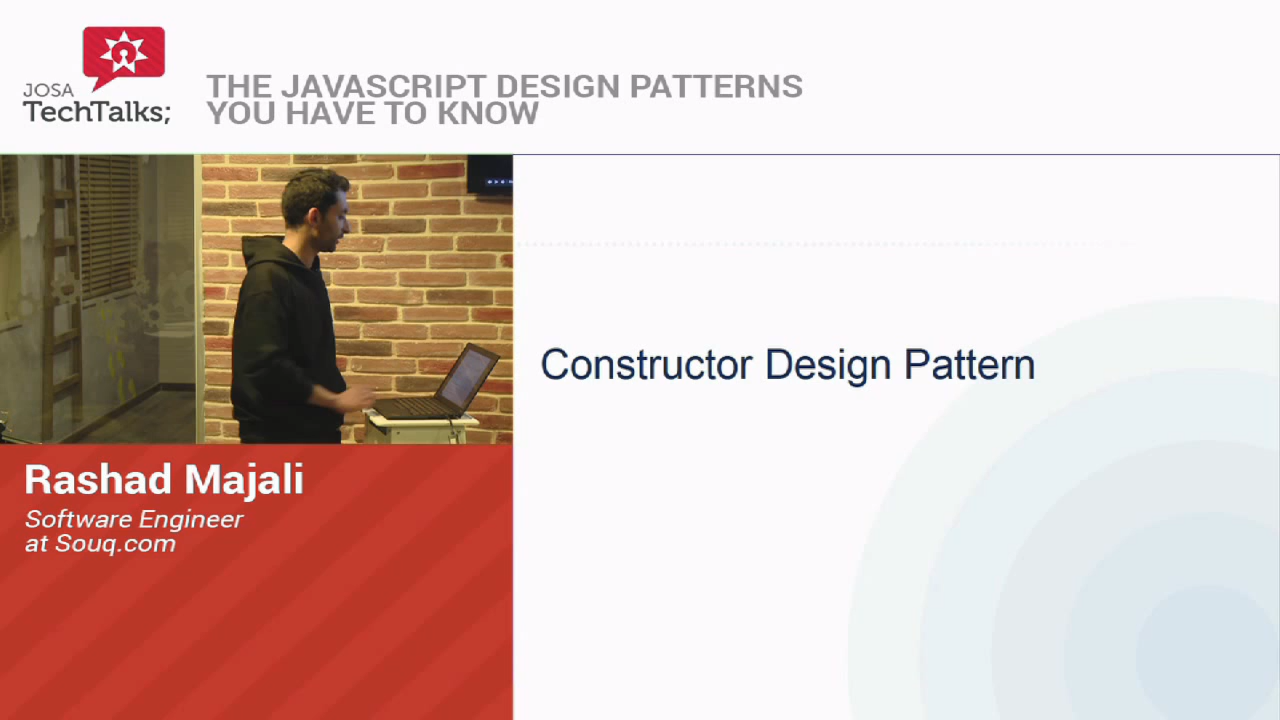 JOSA
TechTalks;
THE JAVASCRIPT DESIGN PATTERNS
YOU HAVE TO KNOW
Constructor Design Pattern
Rashad Majali
Software Engineer
at Souq.com